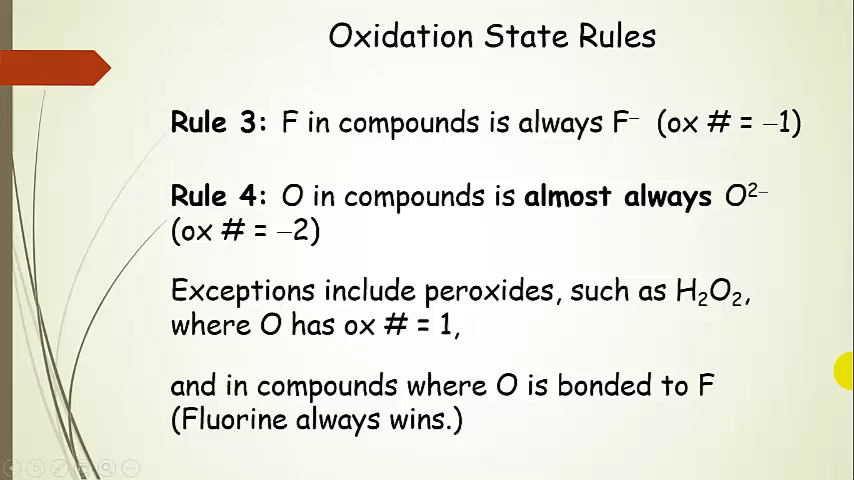 Oxidation State Rules
Rule 3: F in compounds is always F⁻ (ox # = −1)
Rule 4: O in compounds is almost always O²⁻
(ox # = −2)
Exceptions include peroxides, such as H₂O₂,
where O has ox # = 1,
and in compounds where O is bonded to F
(Fluorine always wins.)